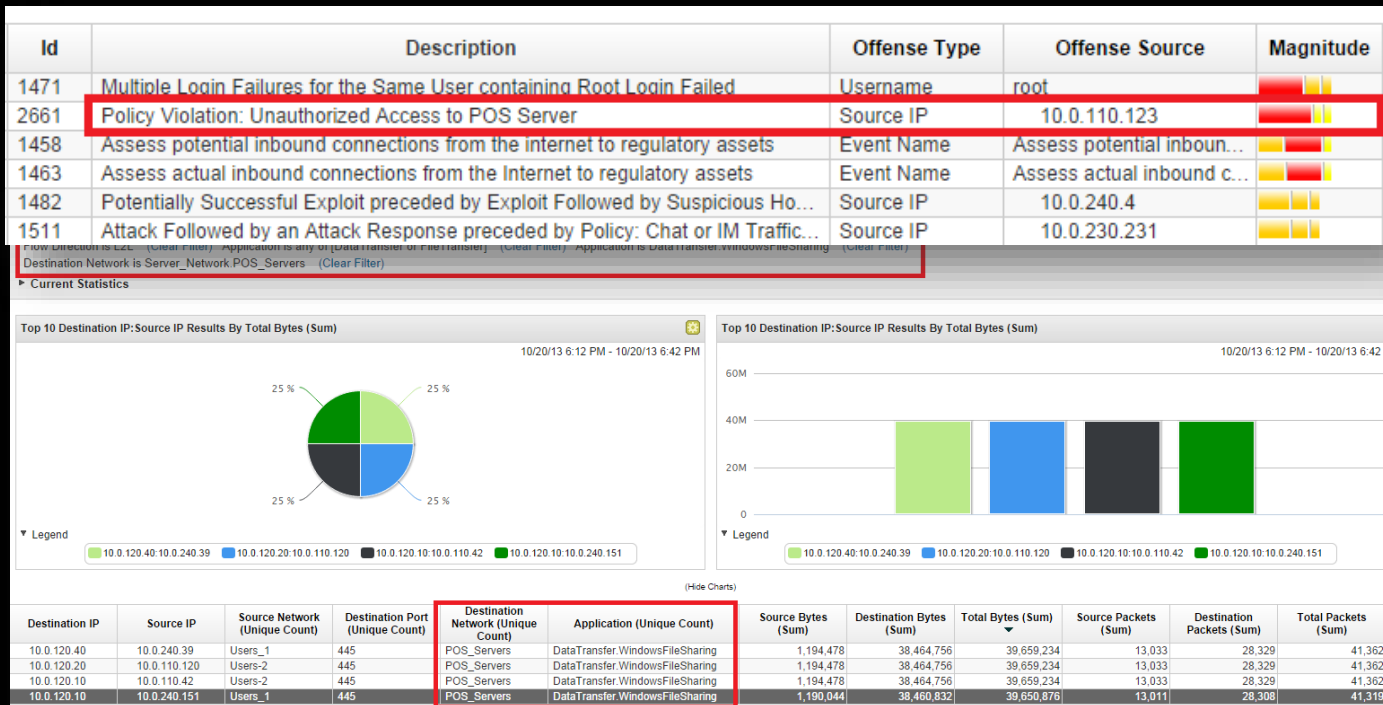 Id Description Offense Type Offense Source Magnitude
1471 Multiple Login Failures for the Same User containing Root Login Failed Username root
2661 Policy Violation: Unauthorized Access to POS Server Source IP 10.0.110.123
1458 Assess potential inbound connections from the internet to regulatory assets Event Name Assess potential inboun...
1463 Assess actual inbound connections from the Internet to regulatory assets Event Name Assess actual inbound c...
1482 Potentially Successful Exploit preceded by Exploit Followed by Suspicious Ho... Source IP 10.0.240.4
1511 Attack Followed by an Attack Response preceded by Policy: Chat or IM Traffic... Source IP 10.0.230.231
Flow Direction is L2L (Clear Filter) Application is any of [DataTransfer or FileTransfer] (Clear Filter) Application is DataTransfer.WindowsFileSharing (Clear Filter)
Destination Network is Server_Network.POS_Servers (Clear Filter)
Current Statistics
Top 10 Destination IP:Source IP Results By Total Bytes (Sum)
10/20/13 6:12 PM - 10/20/13 6:42 PM
25 % 25 %
25 % 25 %
Legend
10.0.120.40:10.0.240.39 10.0.120.20:10.0.110.120 10.0.120.10:10.0.110.42 10.0.120.10:10.0.240.151
Top 10 Destination IP:Source IP Results By Total Bytes (Sum)
10/20/13 6:12 PM - 10/20/13 6:42
60M
40M
20M
0
Legend
10.0.120.40:10.0.240.39 10.0.120.20:10.0.110.120 10.0.120.10:10.0.110.42 10.0.120.10:10.0.240.151
(Hide Charts)
Destination IP Source IP Source Network (Unique Count) Destination Port (Unique Count) Destination Network (Unique Count) Application (Unique Count) Source Bytes (Sum) Destination Bytes (Sum) Total Bytes (Sum) Source Packets (Sum) Destination Packets (Sum) Total Packets (Sum)
10.0.120.40 10.0.240.39 Users_1 445 POS_Servers DataTransfer.WindowsFileSharing 1,194,478 38,464,756 39,659,234 13,033 28,329 41,362
10.0.120.20 10.0.110.120 Users-2 445 POS_Servers DataTransfer.WindowsFileSharing 1,194,478 38,464,756 39,659,234 13,033 28,329 41,362
10.0.120.10 10.0.110.42 Users-2 445 POS_Servers DataTransfer.WindowsFileSharing 1,194,478 38,464,756 39,659,234 13,033 28,329 41,362
10.0.120.10 10.0.240.151 Users_1 445 POS_Servers DataTransfer.WindowsFileSharing 1,190,044 38,460,832 39,650,876 13,011 28,308 41,319